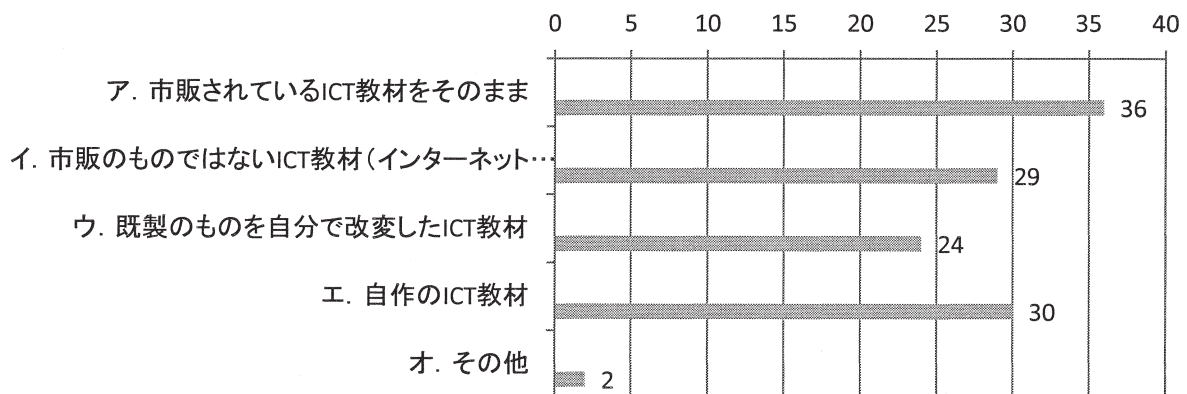 0 5 10 15 20 25 30 35 40
ア．市販されているICT教材をそのまま 36
イ．市販のものではないICT教材（インターネット… 29
ウ．既製のものを自分で改変したICT教材 24
エ．自作のICT教材 30
オ．その他 2